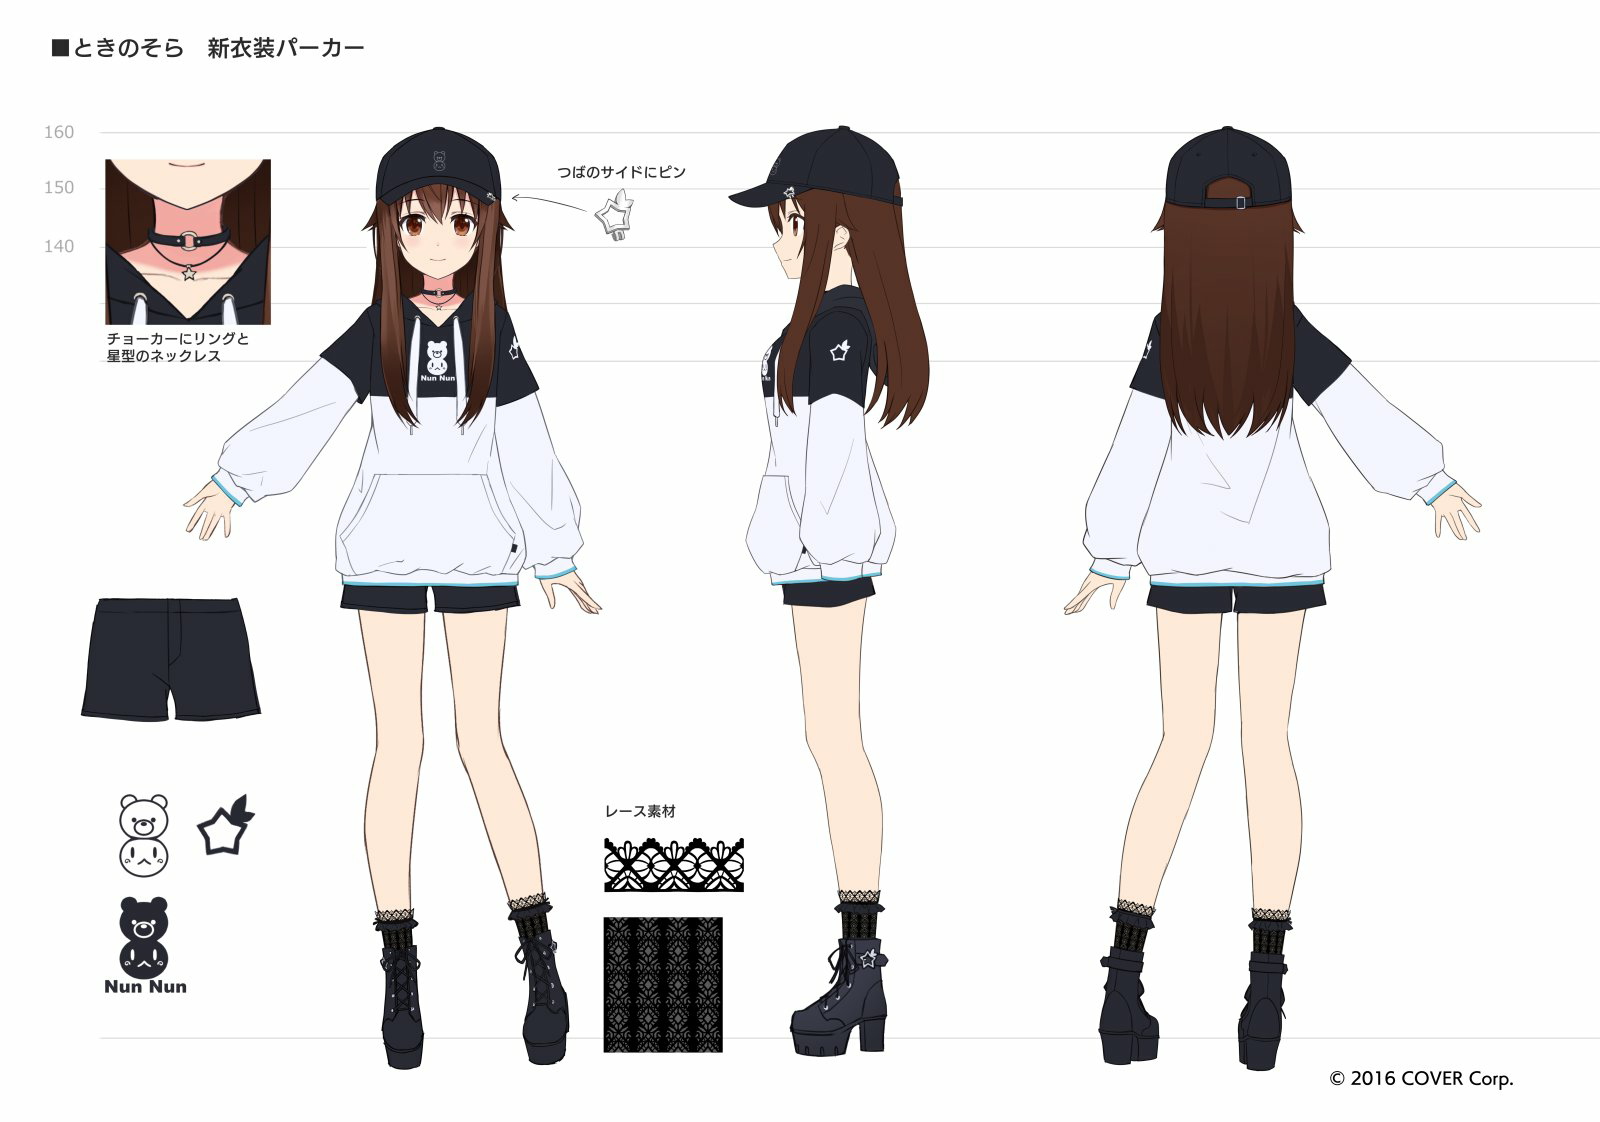 ■ときのそら　新衣装パーカー
160
150
140
つばのサイドにピン
チョーカーにリングと
星型のネックレス
Nun Nun
レース素材
Nun Nun
© 2016 COVER Corp.